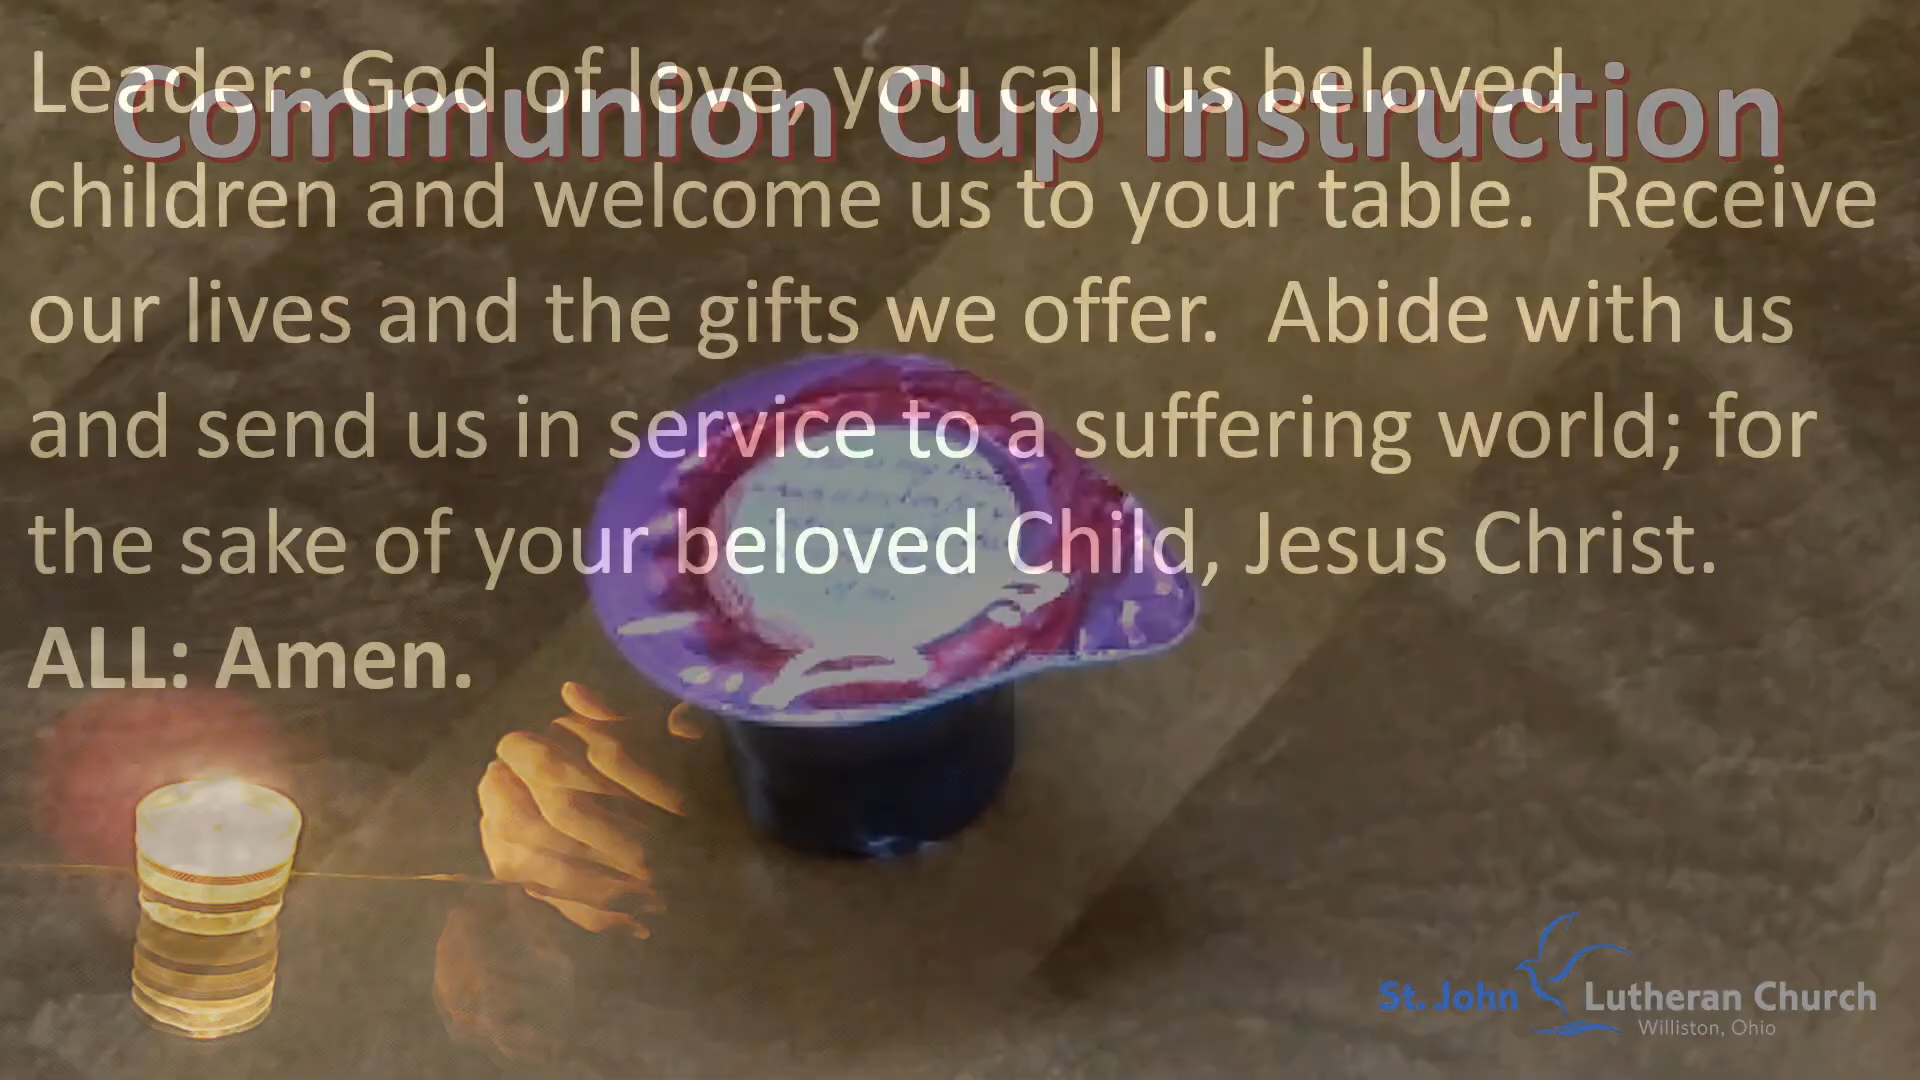 Leader: God of love, you call us beloved
Communion Cup Instruction
children and welcome us to your table. Receive
our lives and the gifts we offer. Abide with us
and send us in service to a suffering world; for
the sake of your beloved Child, Jesus Christ.
ALL: Amen.
St. John Lutheran Church
Williston, Ohio